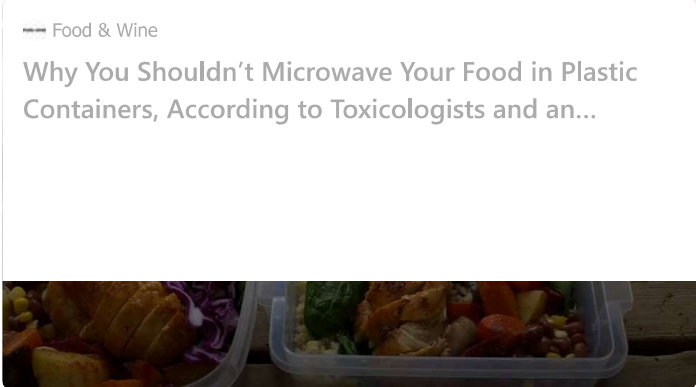 Food & Wine
Why You Shouldn’t Microwave Your Food in Plastic
Containers, According to Toxicologists and an...